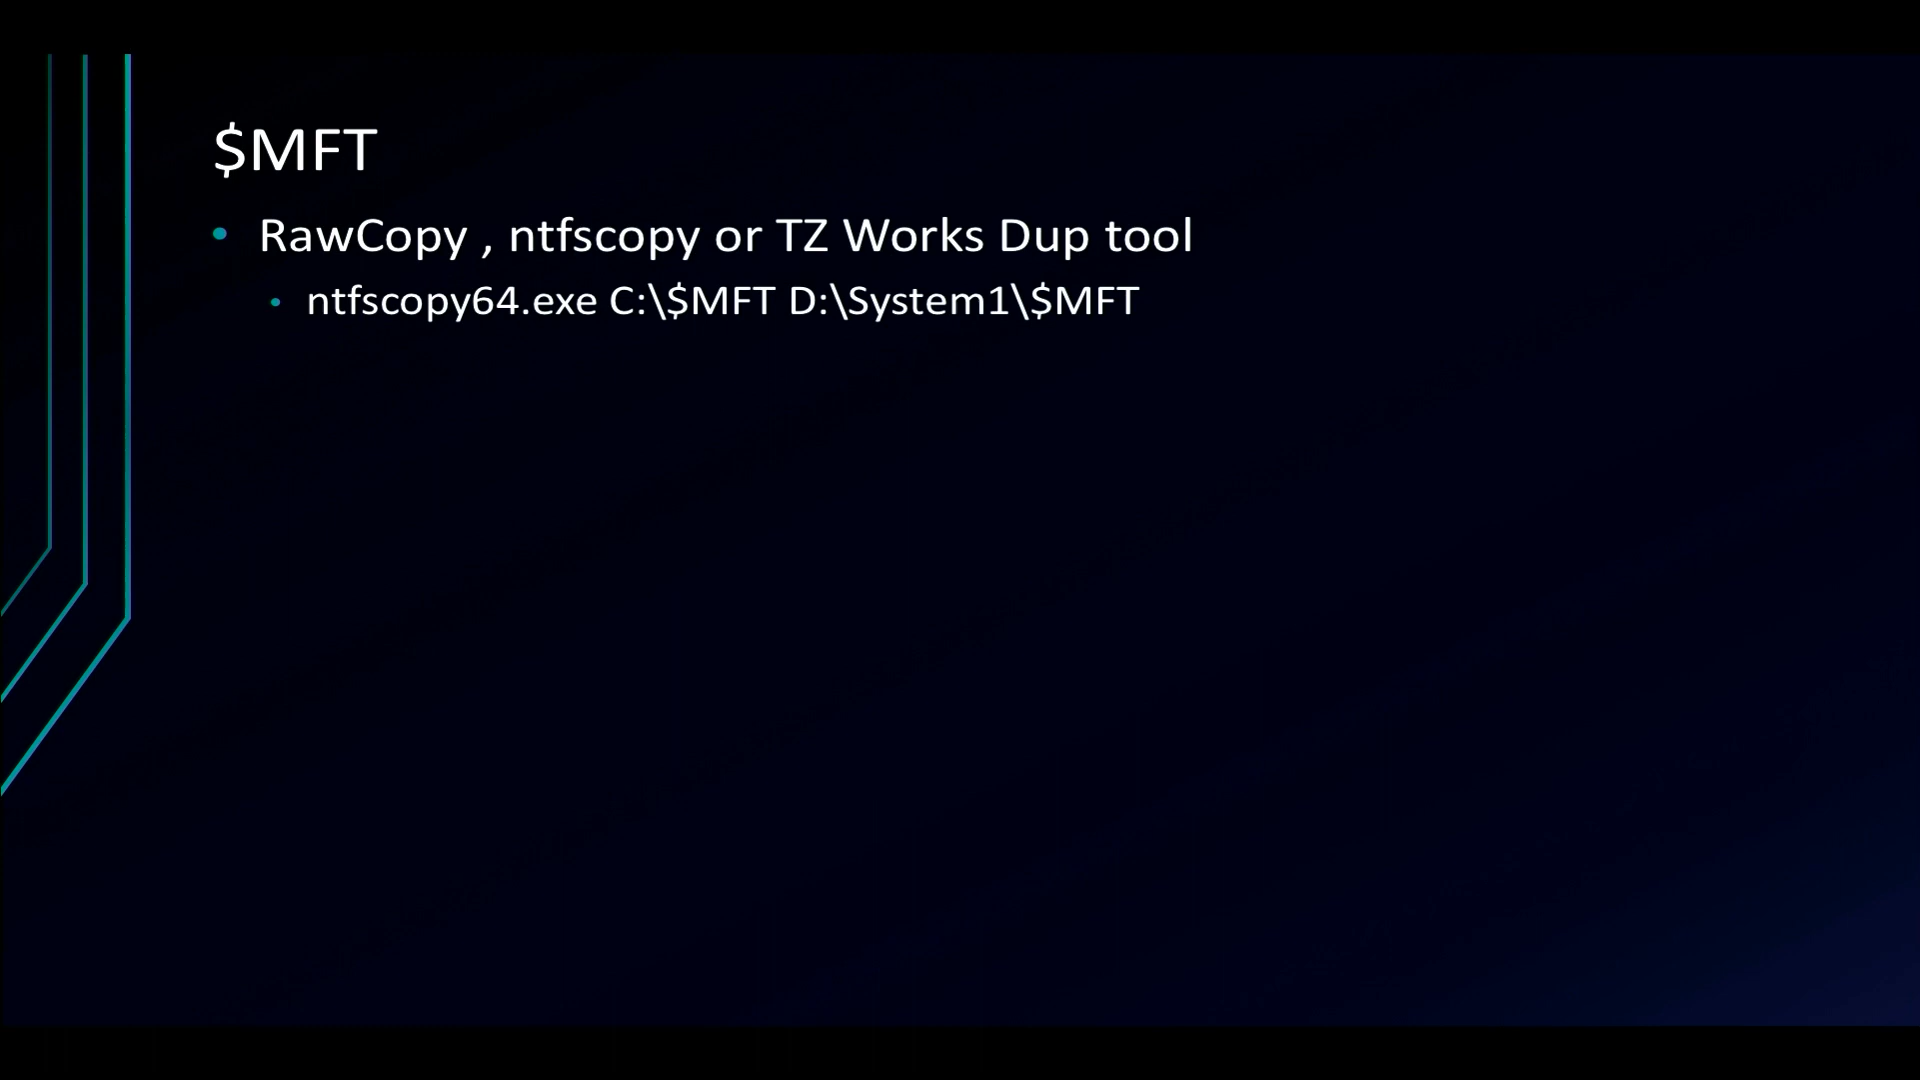 $MFT
• RawCopy , ntfscopy or TZ Works Dup tool
• ntfscopy64.exe C:\$MFT D:\System1\$MFT